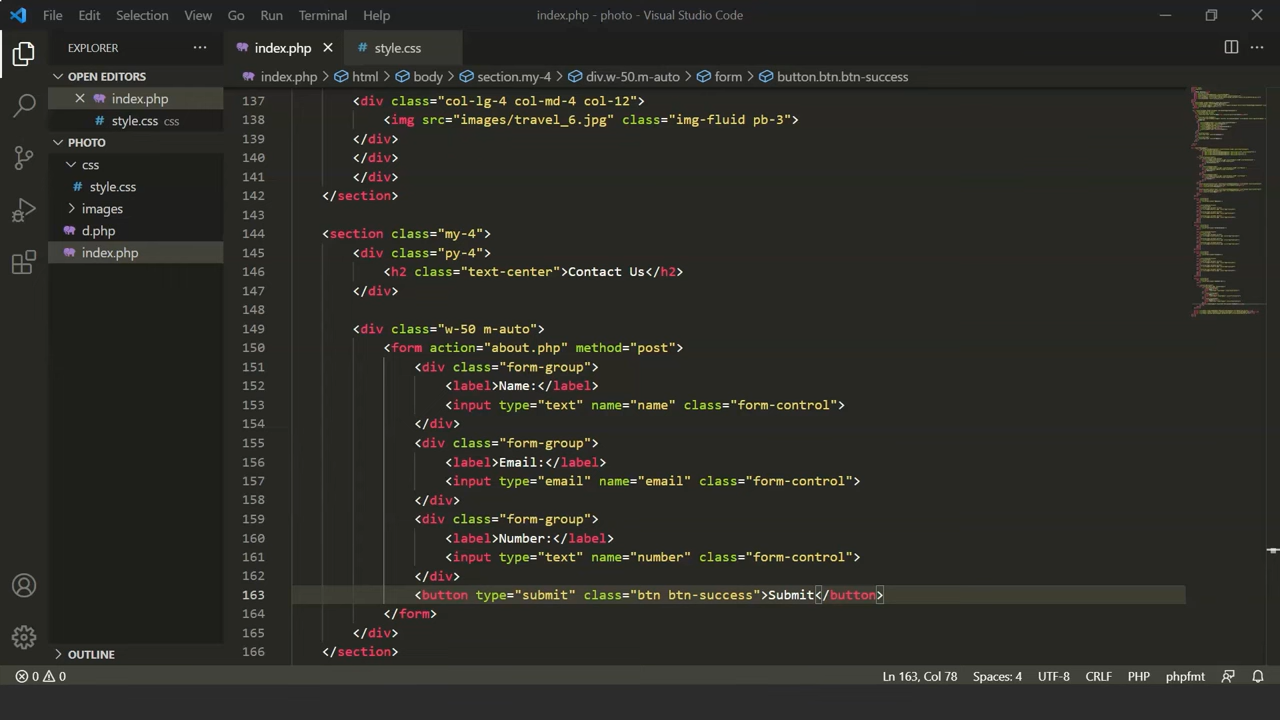 File Edit Selection View Go Run Terminal Help index.php - photo - Visual Studio Code
EXPLORER
OPEN EDITORS
index.php
style.css css
PHOTO
css
style.css
images
d.php
index.php
OUTLINE
index.php style.css
index.php html body section.my-4 div.w-50.m-auto form button.btn.btn-success
137 <div class="col-lg-4 col-md-4 col-12">
138 <img src="images/travel_6.jpg" class="img-fluid pb-3">
139 </div>
140 </div>
141 </div>
142 </section>
143
144 <section class="my-4">
145 <div class="py-4">
146 <h2 class="text-center">Contact Us</h2>
147 </div>
148
149 <div class="w-50 m-auto">
150 <form action="about.php" method="post">
151 <div class="form-group">
152 <label>Name:</label>
153 <input type="text" name="name" class="form-control">
154 </div>
155 <div class="form-group">
156 <label>Email:</label>
157 <input type="email" name="email" class="form-control">
158 </div>
159 <div class="form-group">
160 <label>Number:</label>
161 <input type="text" name="number" class="form-control">
162 </div>
163 <button type="submit" class="btn btn-success">Submit</button>
164 </form>
165 </div>
166 </section>
0 0 Ln 163, Col 78 Spaces: 4 UTF-8 CRLF PHP phpfmt